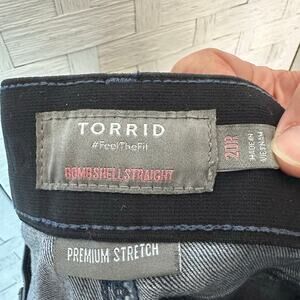 TORRID
#FeelTheFit
BOMBSHELL STRAIGHT
20R
MADE IN
VIETNAM
PREMIUM STRETCH